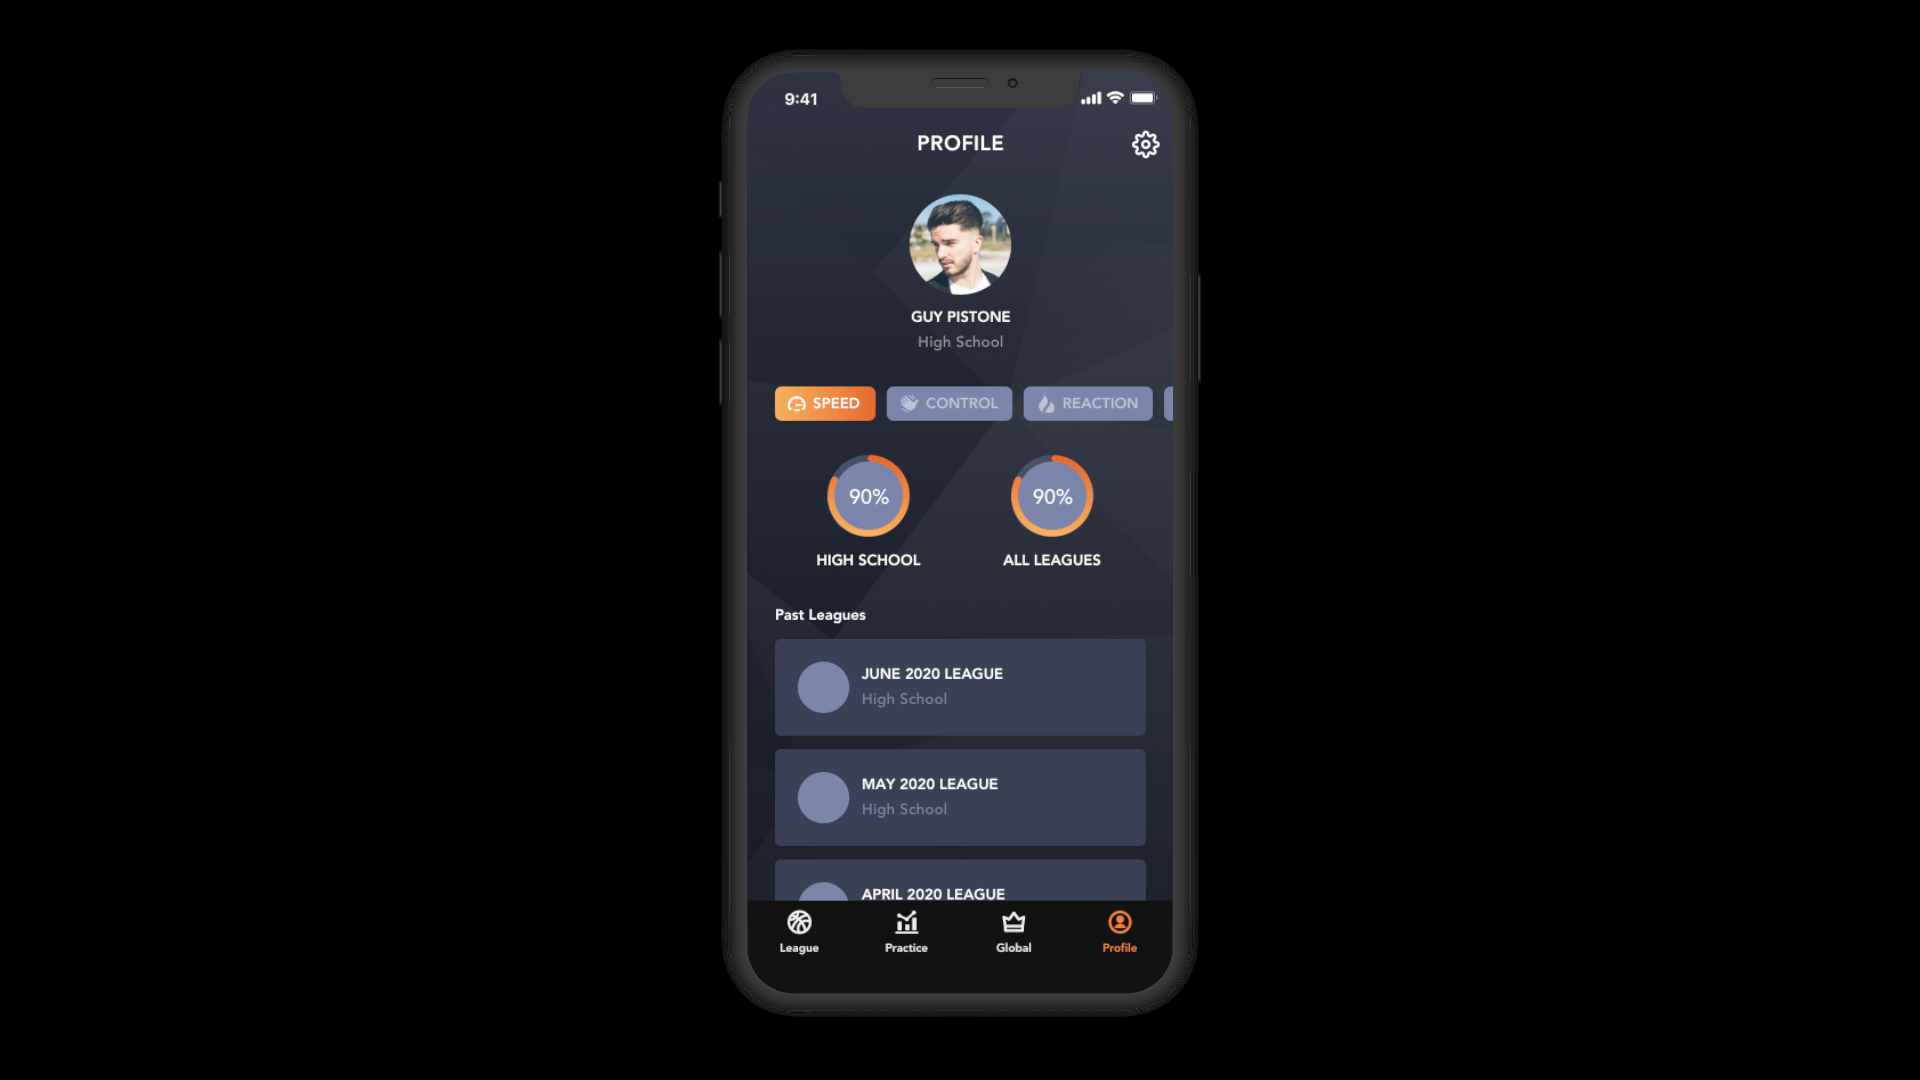 9:41
PROFILE
GUY PISTONE
High School
SPEED CONTROL REACTION
90% 90%
HIGH SCHOOL ALL LEAGUES
Past Leagues
JUNE 2020 LEAGUE
High School
MAY 2020 LEAGUE
High School
APRIL 2020 LEAGUE
League Practice Global Profile